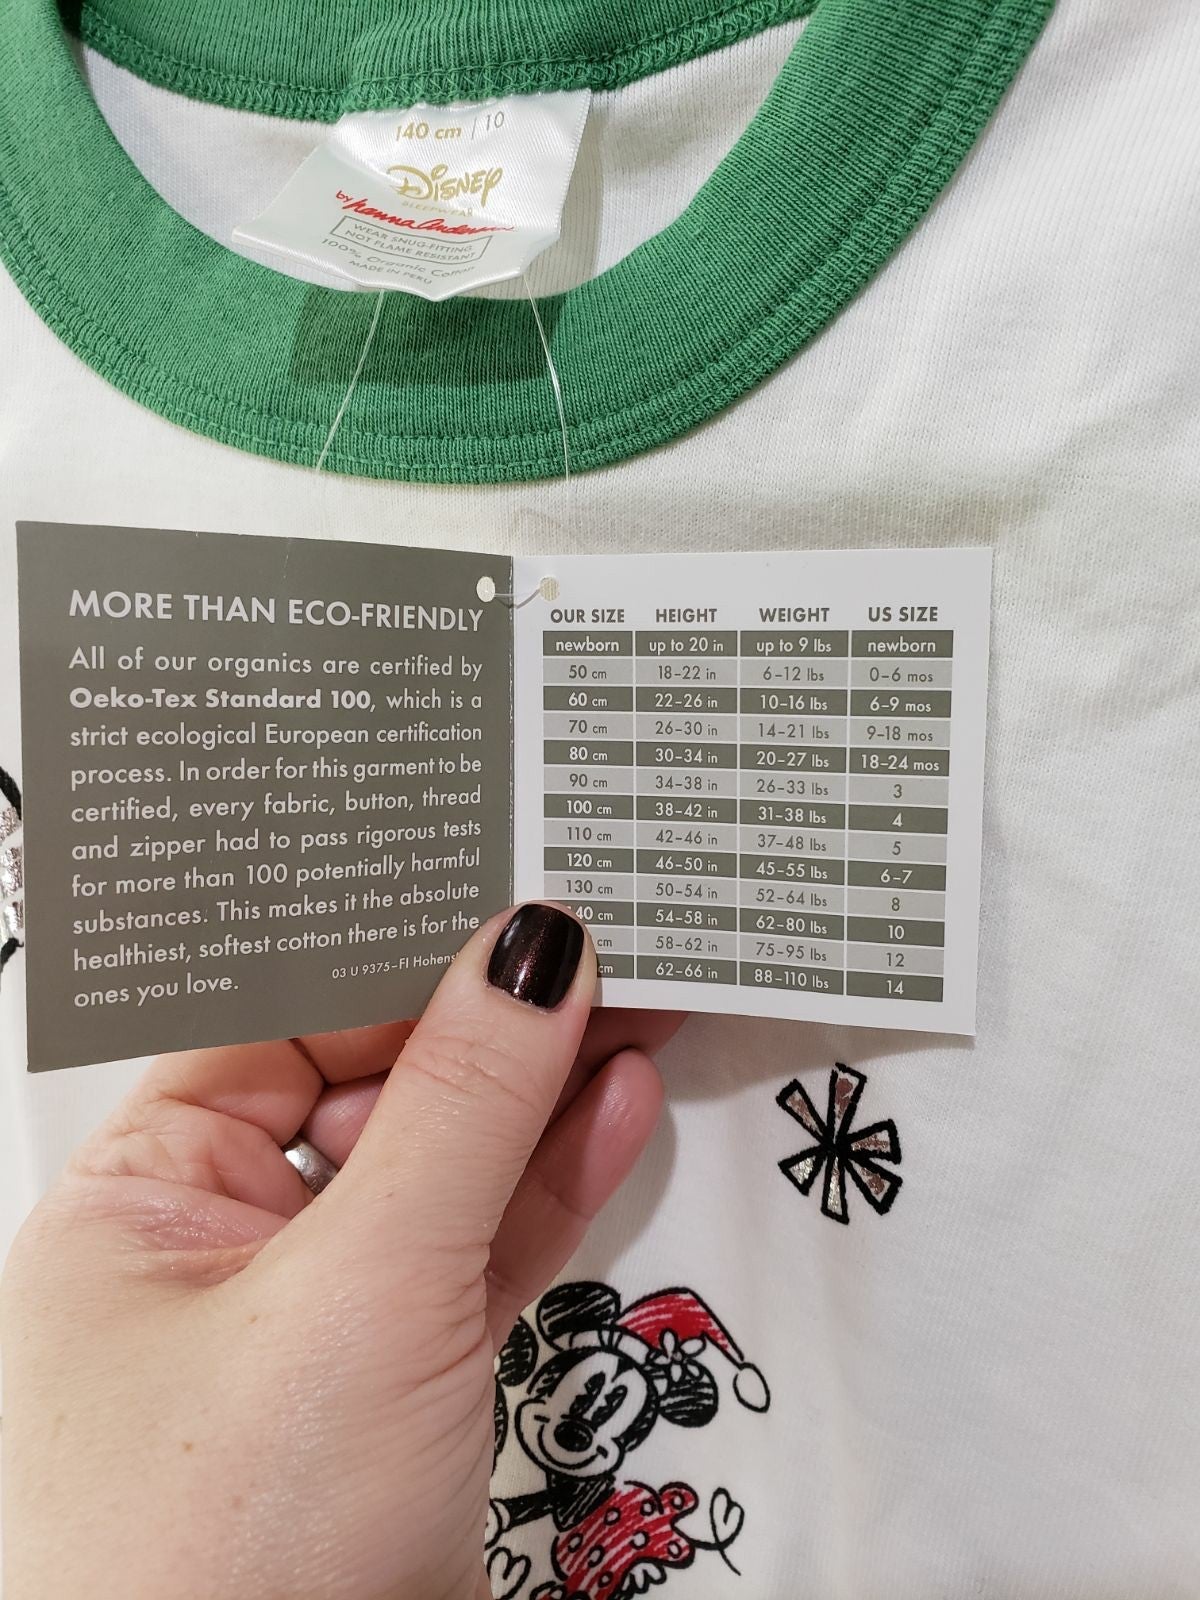 140 cm | 10
Disney
SLEEPWEAR
by hanna Andersson
WEAR SNUG-FITTING
NOT FLAME RESISTANT
100% Organic Cotton
MADE IN PERU
MORE THAN ECO-FRIENDLY
All of our organics are certified by
Oeko-Tex Standard 100, which is a
strict ecological European certification
process. In order for this garment to be
certified, every fabric, button, thread
and zipper had to pass rigorous tests
for more than 100 potentially harmful
substances. This makes it the absolute
healthiest, softest cotton there is for the
ones you love.
03 U 9375–FI Hohenst
OUR SIZE HEIGHT WEIGHT US SIZE
newborn up to 20 in up to 9 lbs newborn
50 cm 18–22 in 6–12 lbs 0–6 mos
60 cm 22–26 in 10–16 lbs 6–9 mos
70 cm 26–30 in 14–21 lbs 9–18 mos
80 cm 30–34 in 20–27 lbs 18–24 mos
90 cm 34–38 in 26–33 lbs 3
100 cm 38–42 in 31–38 lbs 4
110 cm 42–46 in 37–48 lbs 5
120 cm 46–50 in 45–55 lbs 6–7
130 cm 50–54 in 52–64 lbs 8
140 cm 54–58 in 62–80 lbs 10
cm 58–62 in 75–95 lbs 12
cm 62–66 in 88–110 lbs 14